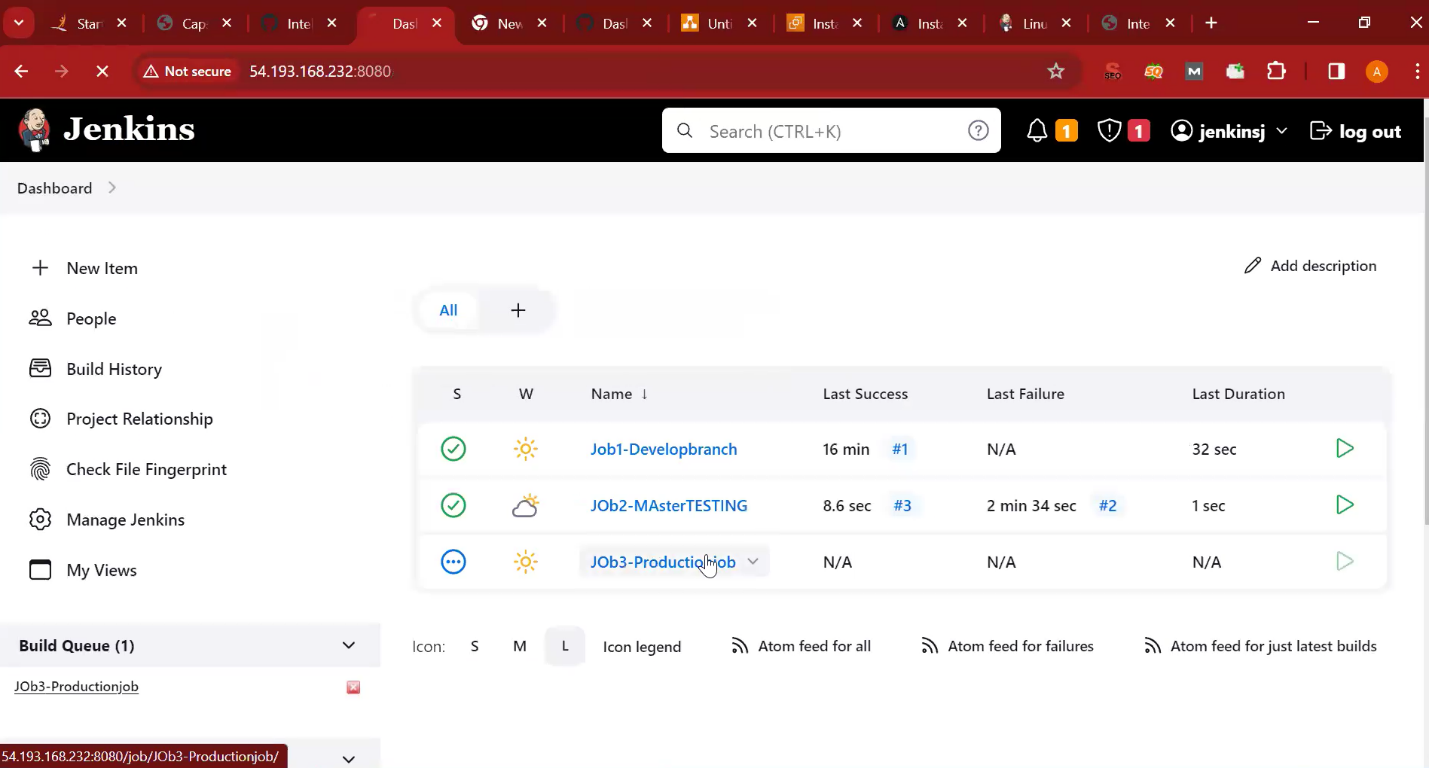 Star
Cap
Inte
Dash
New
Das
Unti
Insta
Insta
Linu
Inte
Not secure 54.193.168.232:8080
Jenkins
Search (CTRL+K)
1
1
jenkinsj
log out
Dashboard
New Item
People
Build History
Project Relationship
Check File Fingerprint
Manage Jenkins
My Views
Build Queue (1)
JOb3-Productionjob
Add description
All
S W Name ↓ Last Success Last Failure Last Duration
Job1-Developbranch 16 min #1 N/A 32 sec
JOb2-MAsterTESTING 8.6 sec #3 2 min 34 sec #2 1 sec
JOb3-Productionjob N/A N/A N/A
Icon: S M L Icon legend Atom feed for all Atom feed for failures Atom feed for just latest builds
54.193.168.232:8080/job/JOb3-Productionjob/